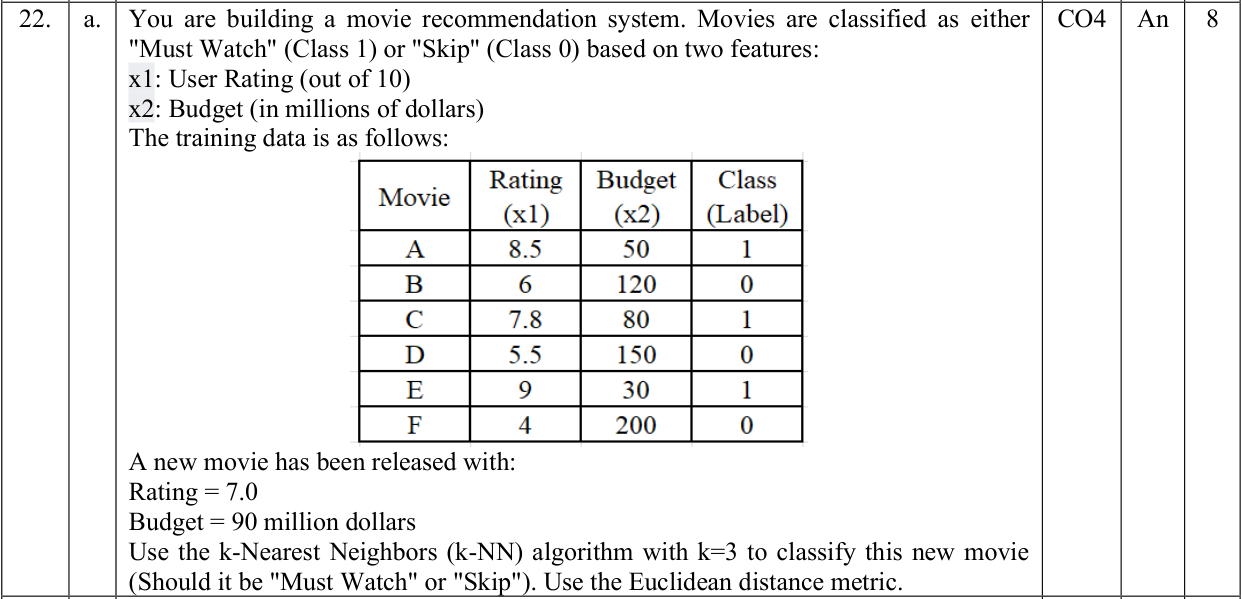 22. a. You are building a movie recommendation system. Movies are classified as either CO4 An 8
"Must Watch" (Class 1) or "Skip" (Class 0) based on two features:
x1: User Rating (out of 10)
x2: Budget (in millions of dollars)
The training data is as follows:
Movie Rating (x1) Budget (x2) Class (Label)
A 8.5 50 1
B 6 120 0
C 7.8 80 1
D 5.5 150 0
E 9 30 1
F 4 200 0
A new movie has been released with:
Rating = 7.0
Budget = 90 million dollars
Use the k-Nearest Neighbors (k-NN) algorithm with k=3 to classify this new movie
(Should it be "Must Watch" or "Skip"). Use the Euclidean distance metric.